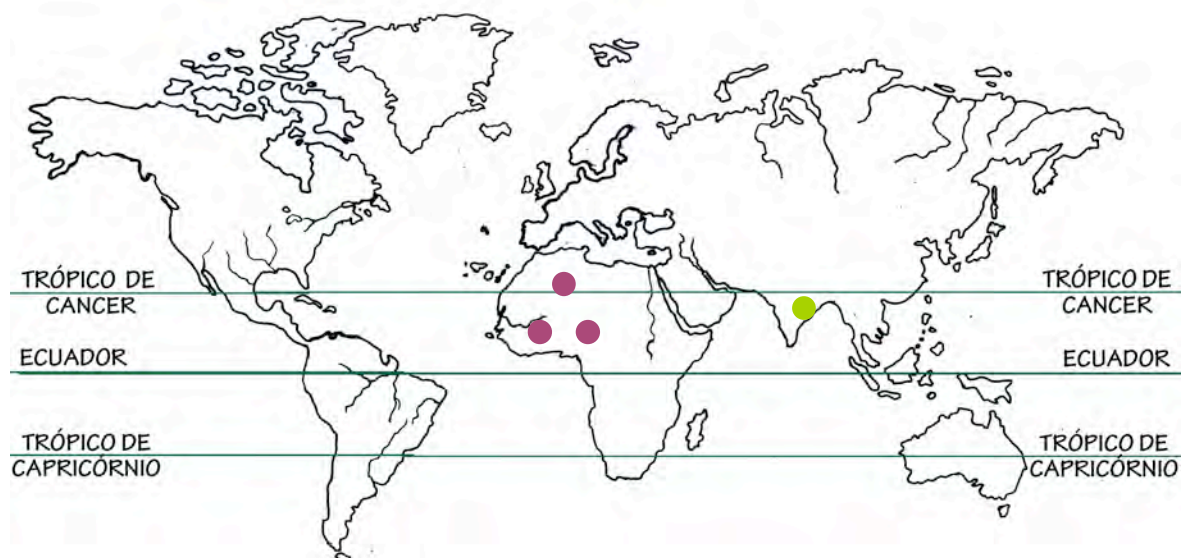 TRÓPICO DE
CANCER
TRÓPICO DE
CANCER
ECUADOR
ECUADOR
TRÓPICO DE
CAPRICÓRNIO
TRÓPICO DE
CAPRICÓRNIO